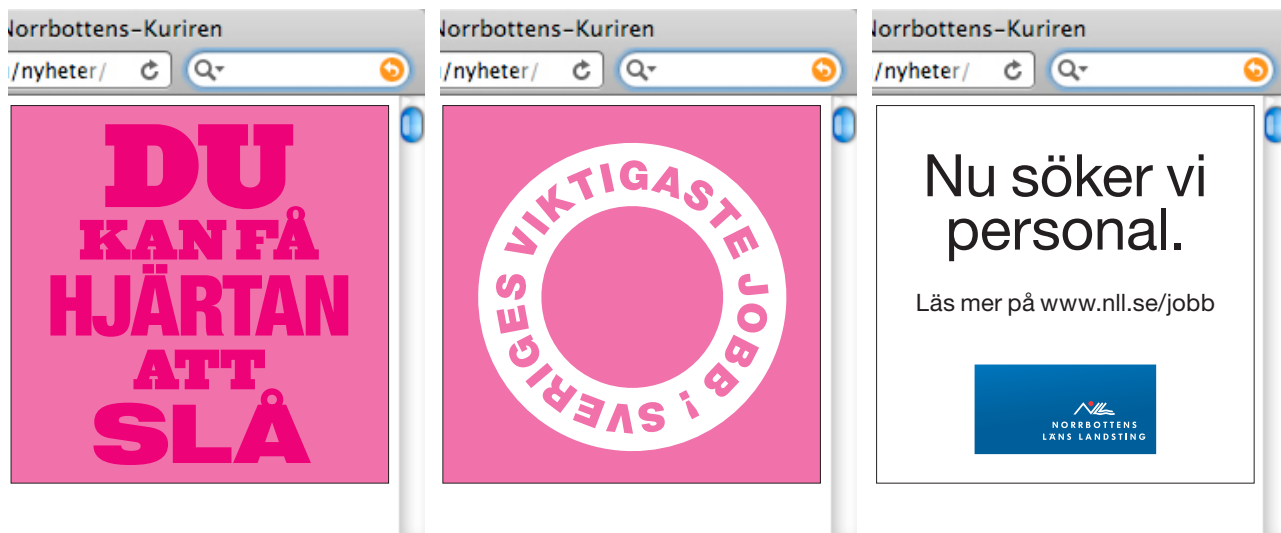 Norrbottens-Kuriren
/nyheter/
DU
KAN FÅ
HJÄRTAN
ATT
SLÅ
Norrbottens-Kuriren
/nyheter/
SVERIGES VIKTIGASTE JOBB!
Norrbottens-Kuriren
/nyheter/
Nu söker vi
personal.
Läs mer på www.nll.se/jobb
NLL
NORRBOTTENS
LÄNS LANDSTING